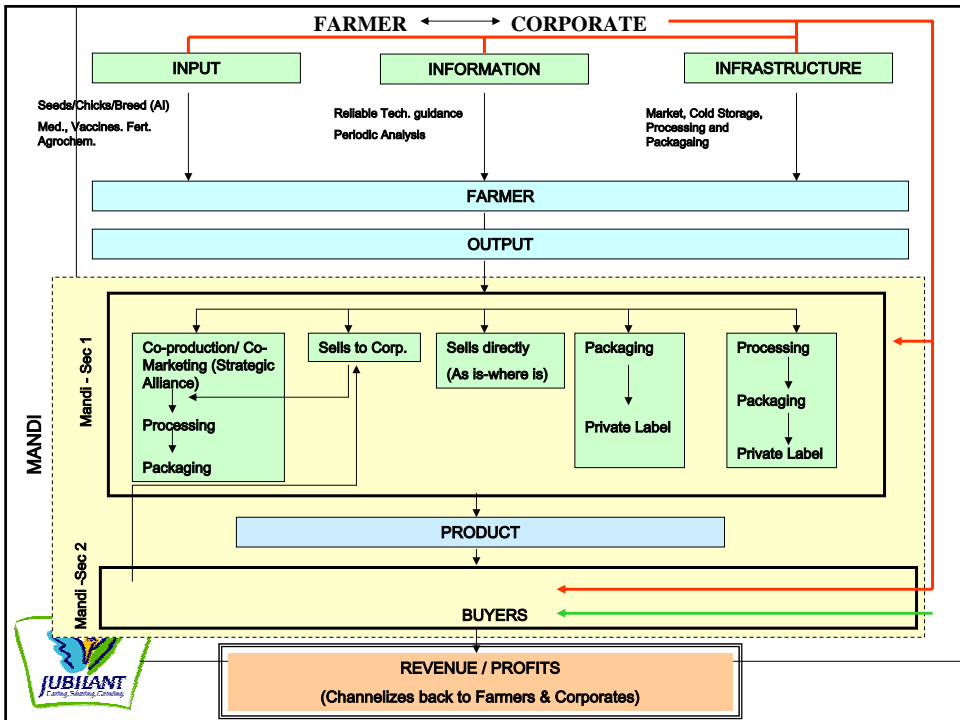 FARMER CORPORATE
INPUT
INFORMATION
INFRASTRUCTURE
Seeds/Chicks/Breed (AI)
Med., Vaccines. Fert.
Agrochem.
Reliable Tech. guidance
Periodic Analysis
Market, Cold Storage,
Processing and
Packagaing
FARMER
OUTPUT
MANDI
Mandi - Sec 1
Co-production/ Co-
Marketing (Strategic
Alliance)
Processing
Packaging
Sells to Corp.
Sells directly
(As is-where is)
Packaging
Private Label
Processing
Packaging
Private Label
PRODUCT
Mandi -Sec 2
BUYERS
REVENUE / PROFITS
(Channelizes back to Farmers & Corporates)
JUBILANT
Caring, Sharing, Growing.